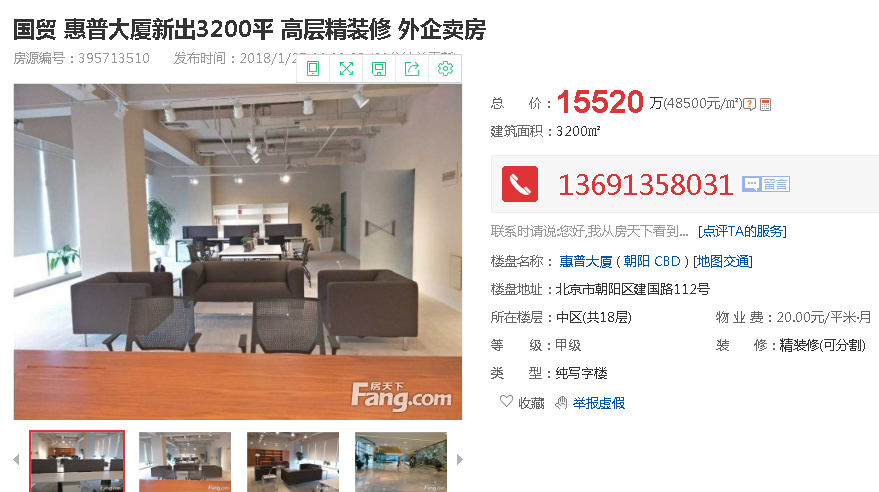 国贸 惠普大厦新出3200平 高层精装修 外企卖房
房源编号：395713510 发布时间：2018/1/2
总 价：15520 万(48500元/㎡)
建筑面积：3200㎡
13691358031 留言
联系时请说:您好,我从房天下看到... [点评TA的服务]
楼盘名称：惠普大厦 ( 朝阳 CBD ) [地图交通]
楼盘地址：北京市朝阳区建国路112号
所在楼层：中区(共18层) 物 业 费：20.00元/平米·月
等 级：甲级 装 修：精装修(可分割)
类 型：纯写字楼
收藏 举报虚假
房天下
Fang.com